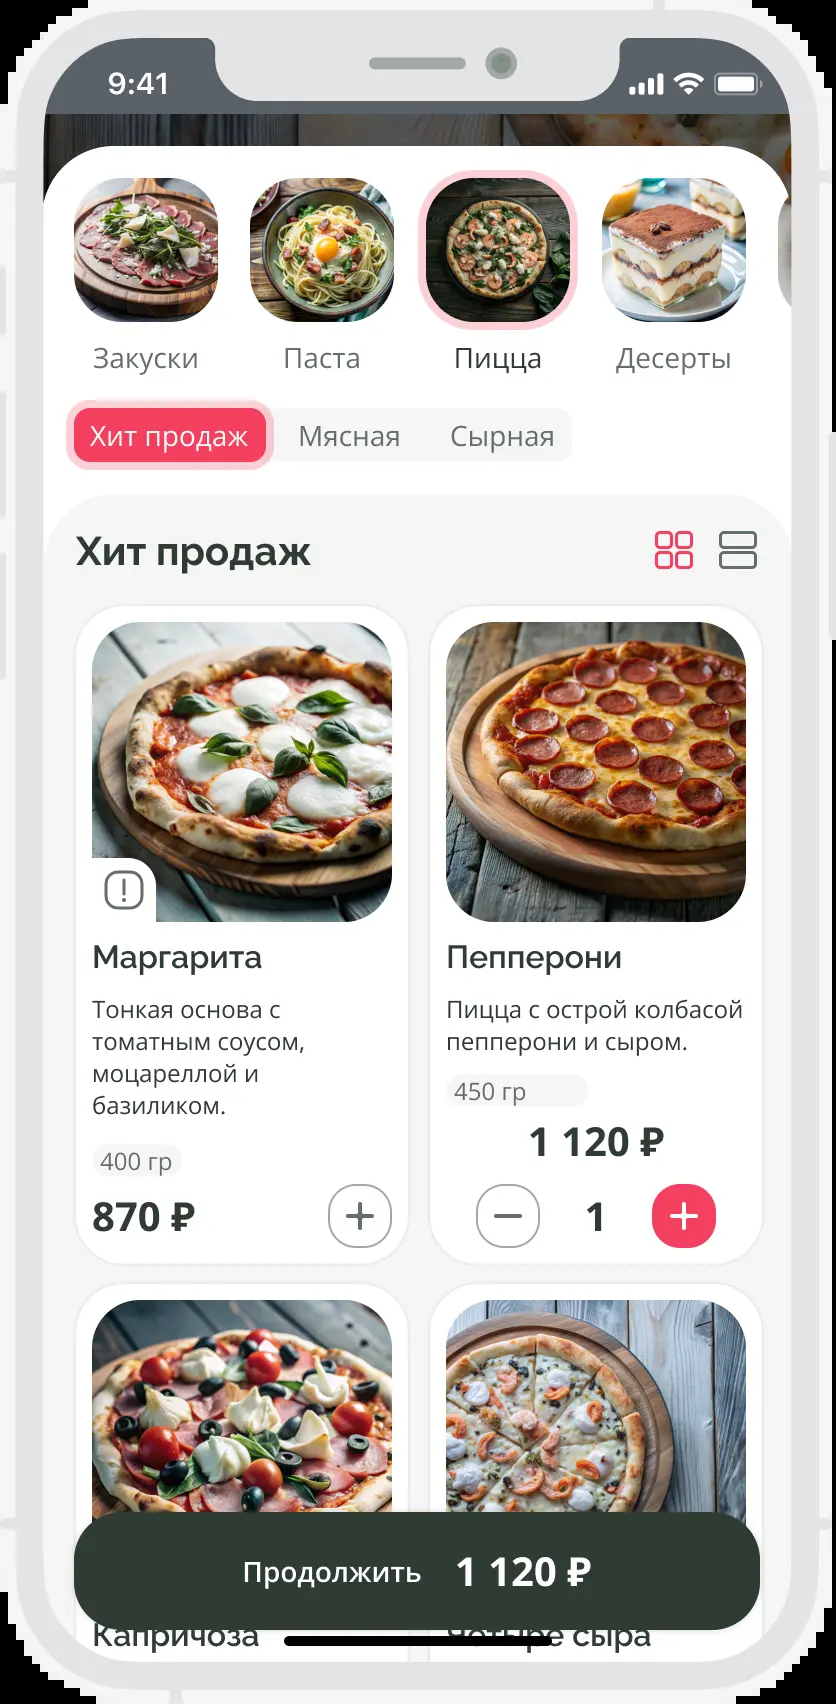 9:41
Закуски
Паста
Пицца
Десерты
Хит продаж
Мясная
Сырная
Хит продаж
Маргарита
Тонкая основа с
томатным соусом,
моцареллой и
базиликом.
400 гр
870 ₽
Пепперони
Пицца с острой колбасой
пепперони и сыром.
450 гр
1 120 ₽
1
Продолжить 1 120 ₽
Капричоза
Четыре сыра